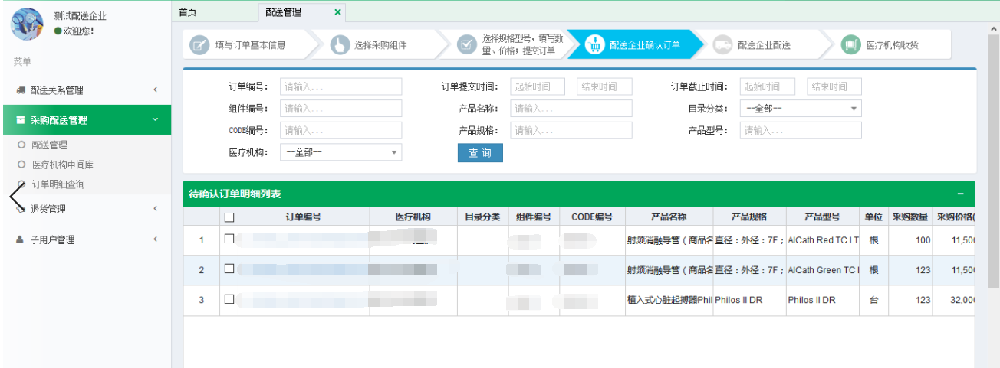 测试配送企业
欢迎您!
菜单
配送关系管理
采购配送管理
配送管理
医疗机构中间库
订单明细查询
退货管理
子用户管理
首页
配送管理
填写订单基本信息
选择采购组件
选择规格型号，填写数
量、价格；提交订单
配送企业确认订单
配送企业配送
医疗机构收货
订单编号： 请输入...
订单提交时间： 起始时间 - 结束时间
订单截止时间： 起始时间 - 结束时间
组件编号： 请输入...
产品名称： 请输入...
目录分类： --全部--
CODE编号： 请输入...
产品规格： 请输入...
产品型号： 请输入...
医疗机构： --全部--
查 询
待确认订单明细列表
订单编号 医疗机构 目录分类 组件编号 CODE编号 产品名称 产品规格 产品型号 单位 采购数量 采购价格(
1 射频消融导管（商品名 直径：外径：7F； AlCath Red TC LT 根 100 11,500
2 射频消融导管（商品名 直径：外径：7F； AlCath Green TC 根 123 11,500
3 植入式心脏起搏器Phil Philos II DR Philos II DR 台 123 32,000